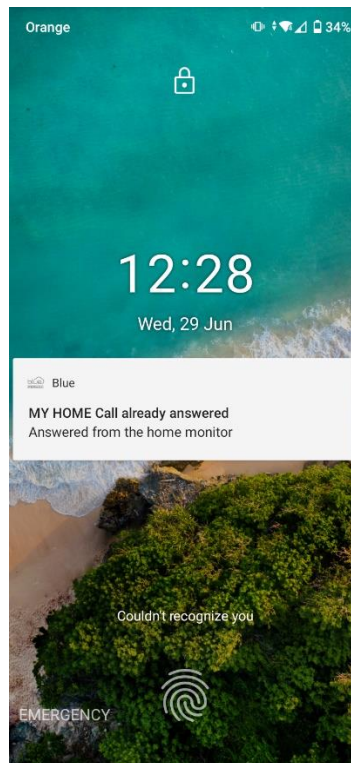 Orange 34%
12:28
Wed, 29 Jun
Blue
MY HOME Call already answered
Answered from the home monitor
Couldn't recognize you
EMERGENCY